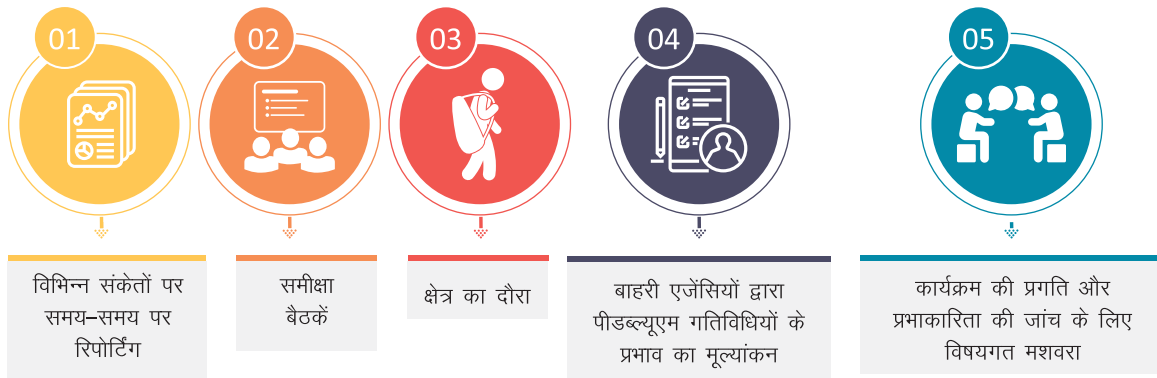 01
विभिन्न संकेतों पर
समय–समय पर
रिपोर्टिंग
02
समीक्षा
बैठकें
03
क्षेत्र का दौरा
04
बाहरी एजेंसियों द्वारा
पीडब्ल्यूएम गतिविधियों के
प्रभाव का मूल्यांकन
05
कार्यक्रम की प्रगति और
प्रभाकारिता की जांच के लिए
विषयगत मशवरा